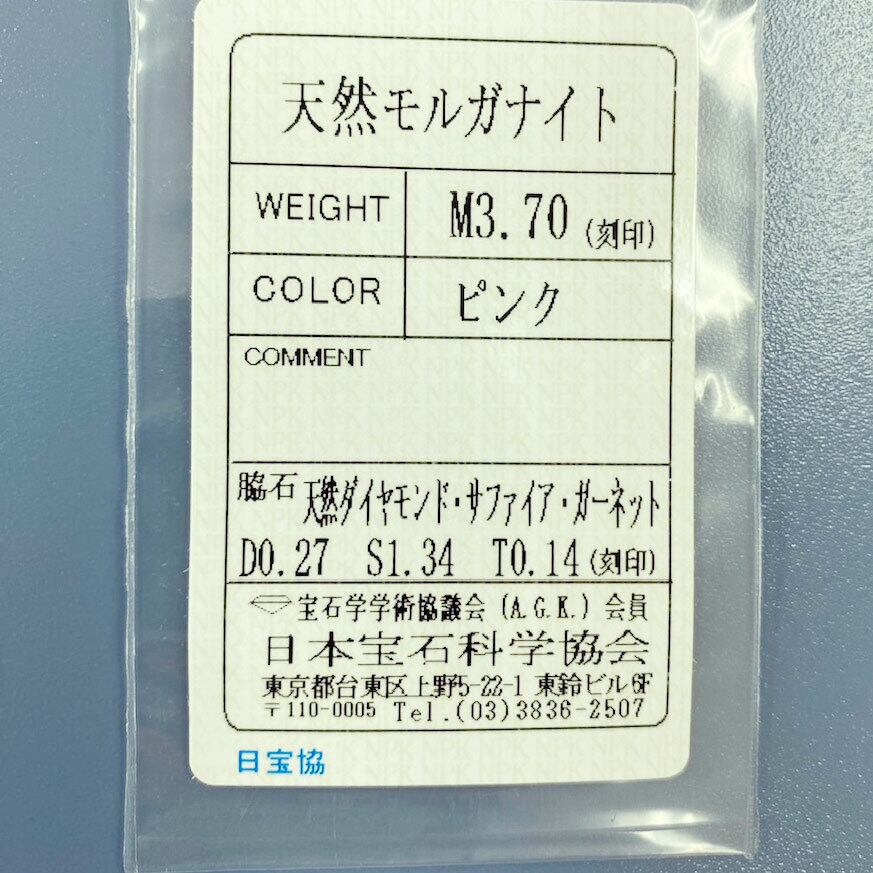 天然モルガナイト
WEIGHT M3.70 (刻印)
COLOR ピンク
COMMENT
脇石 天然ダイヤモンド・サファイア・ガーネット
D0.27 S1.34 T0.14 (刻印)
宝石学学術協議会 (A.G.K.) 会員
日本宝石科学協会
東京都台東区上野5-22-1 東鈴ビル6F
〒110-0005 Tel.(03)3836-2507
日宝協